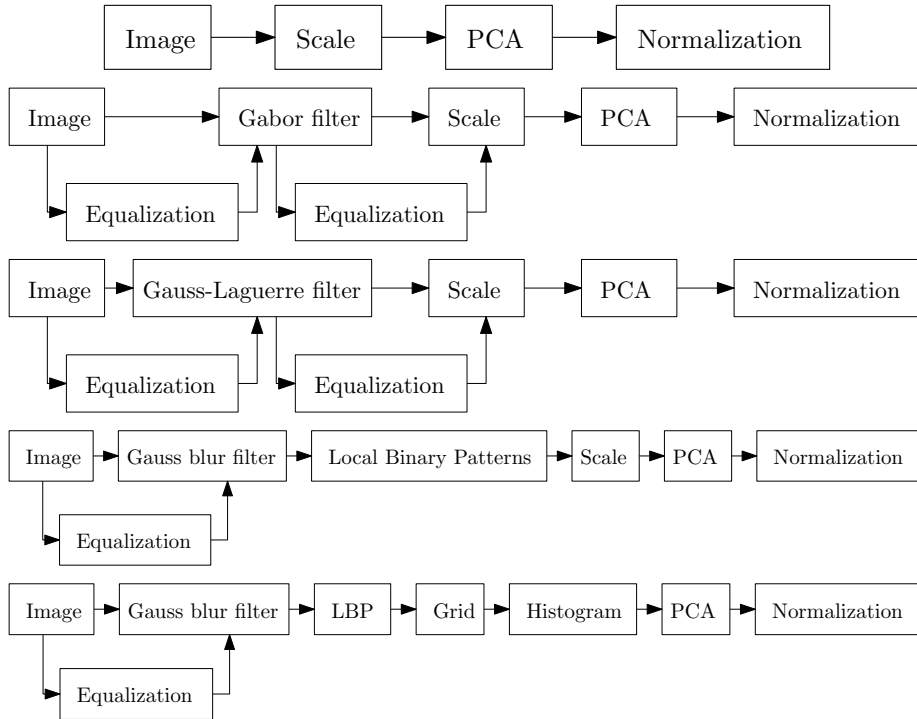 Image Scale PCA Normalization
Image Gabor filter Scale PCA Normalization
Equalization Equalization
Image Gauss-Laguerre filter Scale PCA Normalization
Equalization Equalization
Image Gauss blur filter Local Binary Patterns Scale PCA Normalization
Equalization
Image Gauss blur filter LBP Grid Histogram PCA Normalization
Equalization